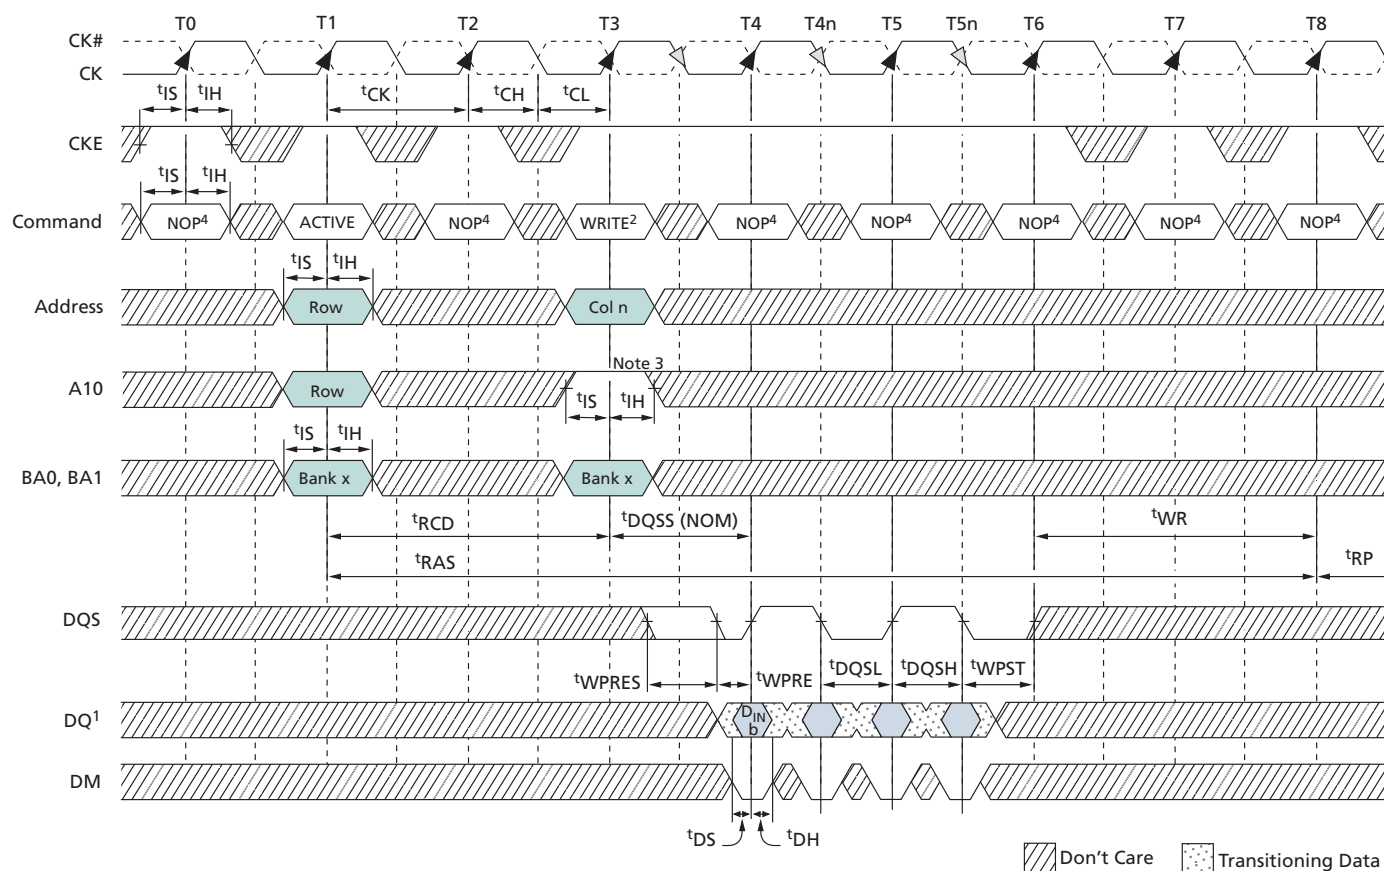 T0 T1 T2 T3 T4 T4n T5 T5n T6 T7 T8
CK#
CK
tIS tIH tCK tCH tCL
CKE
tIS tIH
Command NOP4 ACTIVE NOP4 WRITE2 NOP4 NOP4 NOP4 NOP4 NOP4
tIS tIH
Address Row Col n
Note 3
A10 Row
tIS tIH
tIS tIH
BA0, BA1 Bank x Bank x
tRCD tDQSS (NOM) tWR
tRAS tRP
DQS
tWPRES tWPRE tDQSL tDQSH tWPST
DQ1 DIN
b
DM
tDS tDH
Don't Care Transitioning Data